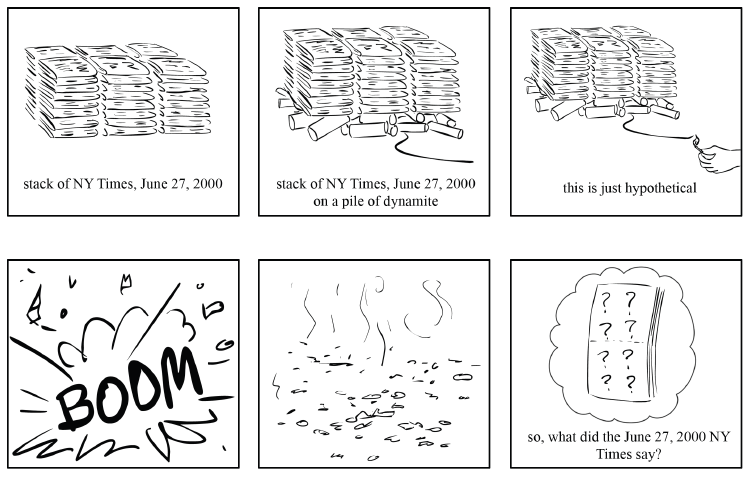 stack of NY Times, June 27, 2000
stack of NY Times, June 27, 2000
on a pile of dynamite
this is just hypothetical
BOOM
? ?
? ?
? ?
? ?
so, what did the June 27, 2000 NY
Times say?